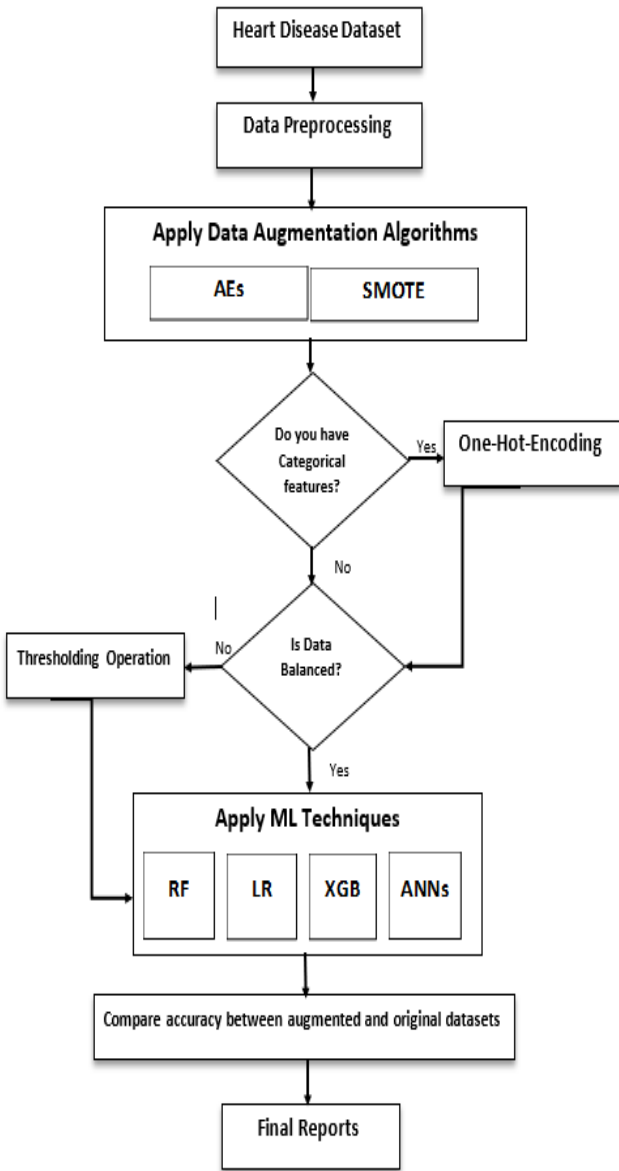 Heart Disease Dataset
Data Preprocessing
Apply Data Augmentation Algorithms
AEs
SMOTE
Do you have
Categorical
features?
Yes
One-Hot-Encoding
No
Is Data
Balanced?
No
Thresholding Operation
Yes
Apply ML Techniques
RF
LR
XGB
ANNs
Compare accuracy between augmented and original datasets
Final Reports